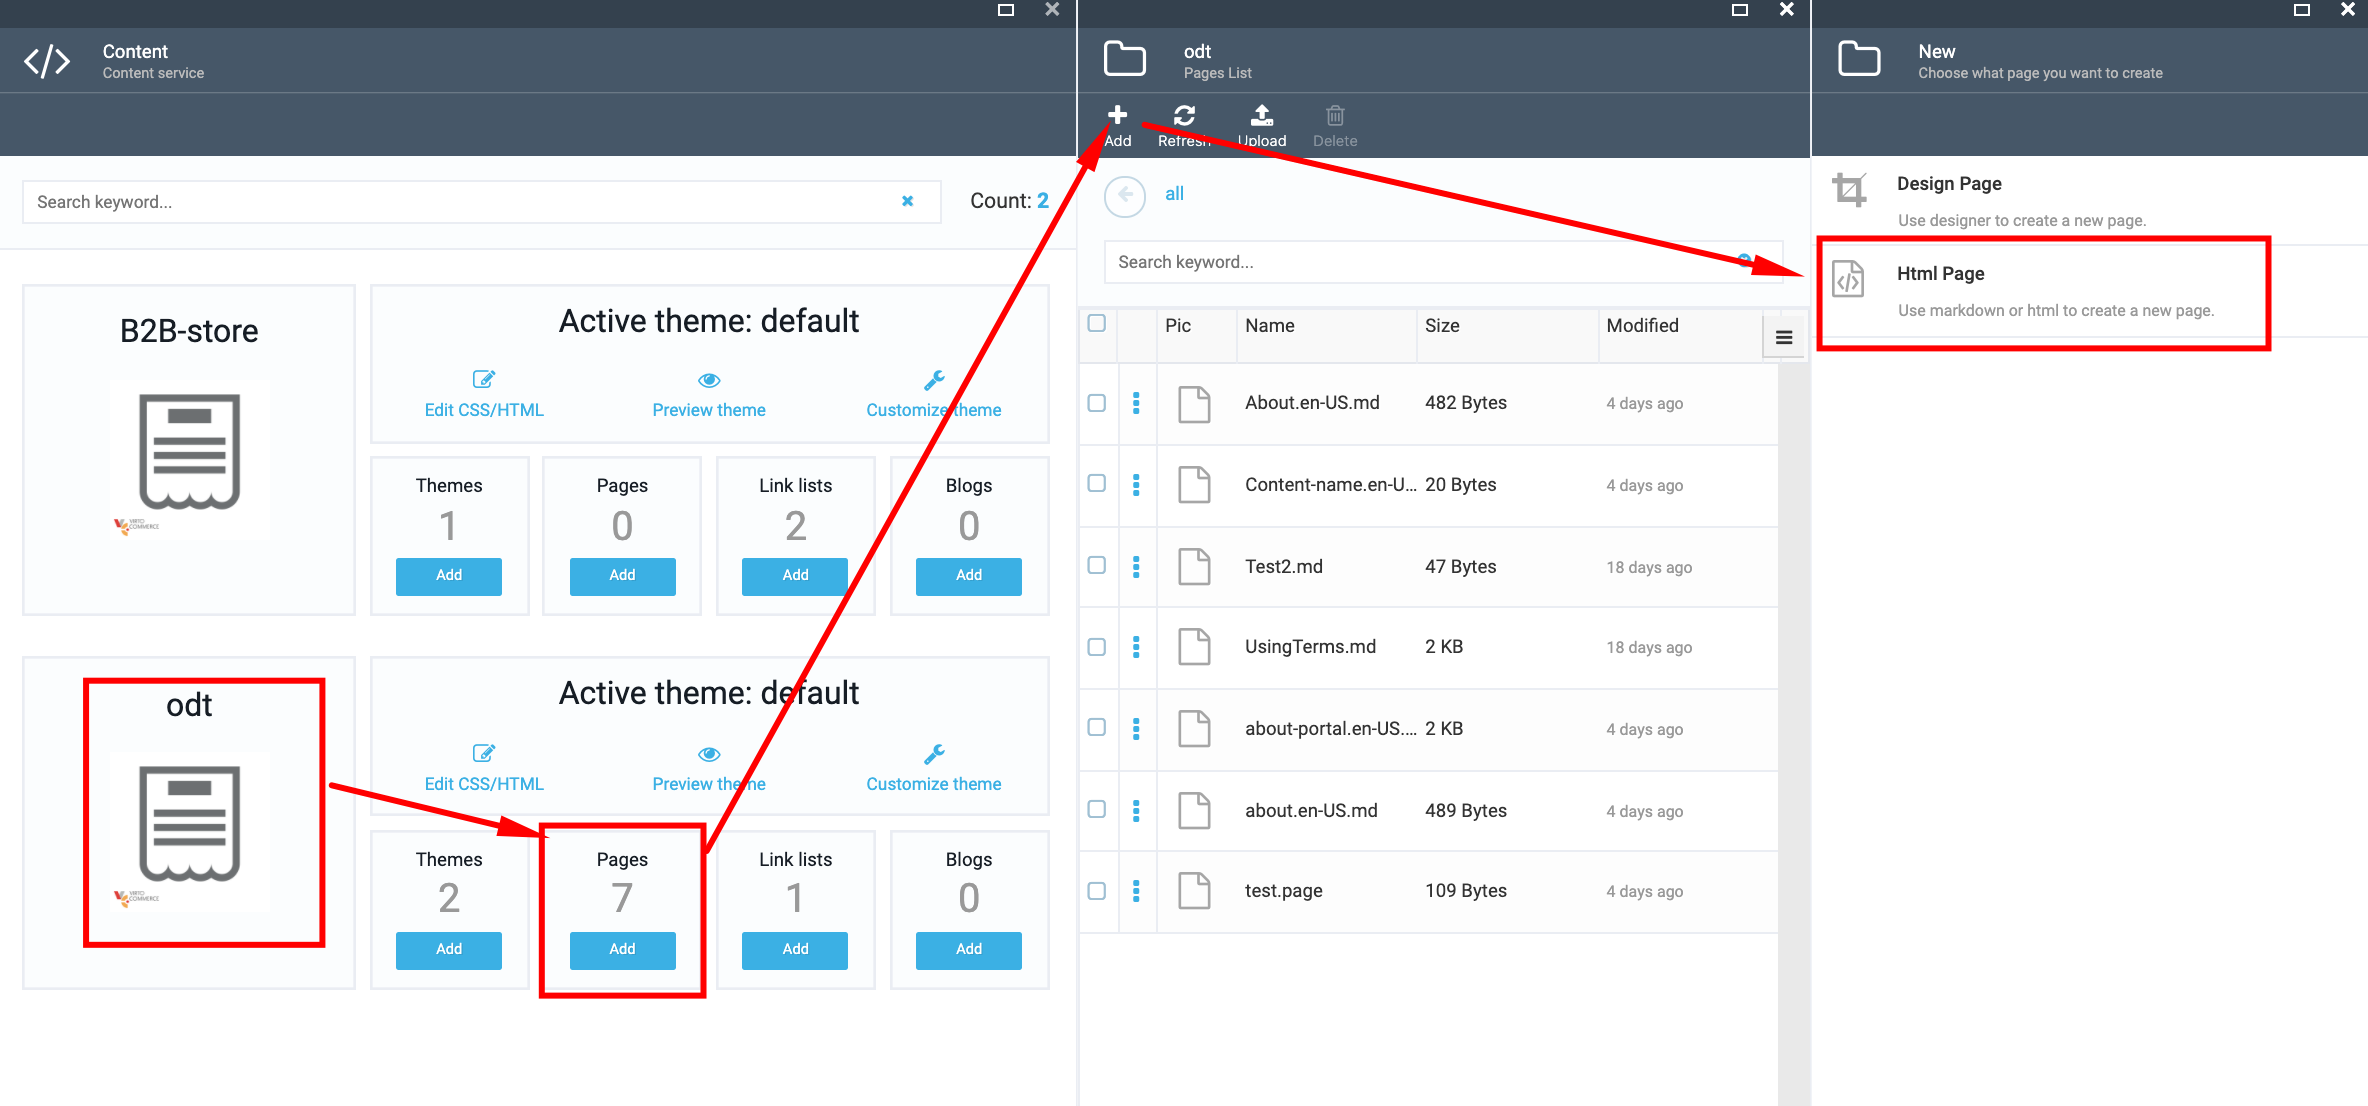 Content
Content service
Search keyword...
Count: 2
B2B-store
VIRTO
COMMERCE
Active theme: default
Edit CSS/HTML
Preview theme
Customize theme
Themes
1
Add
Pages
0
Add
Link lists
2
Add
Blogs
0
Add
odt
VIRTO
COMMERCE
Active theme: default
Edit CSS/HTML
Preview theme
Customize theme
Themes
2
Add
Pages
7
Add
Link lists
1
Add
Blogs
0
Add
odt
Pages List
Add Refresh Upload Delete
all
Search keyword...
Pic Name Size Modified
About.en-US.md 482 Bytes 4 days ago
Content-name.en-U... 20 Bytes 4 days ago
Test2.md 47 Bytes 18 days ago
UsingTerms.md 2 KB 18 days ago
about-portal.en-US.... 2 KB 4 days ago
about.en-US.md 489 Bytes 4 days ago
test.page 109 Bytes 4 days ago
New
Choose what page you want to create
Design Page
Use designer to create a new page.
Html Page
Use markdown or html to create a new page.